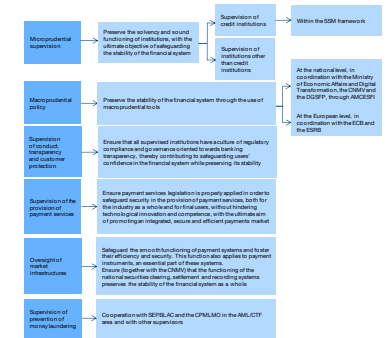 Microprudential
supervision
Preserve the solvency and sound
functioning of institutions, with the
ultimate objective of safeguarding
the stability of the financial system
Supervision of
credit institutions
Within the SSM framework
Supervision of
institutions other
than credit
institutions
Macroprudential
policy
Preserve the stability of the financial system through the use of
macroprudential tools
At the national level, in
coordination with the Ministry
of Economic Affairs and Digital
Transformation, the CNMV and
the DGSFP, through AMCESFI
At the European level, in
coordination with the ECB and
the ESRB
Supervision
of conduct,
transparency
and customer
protection
Ensure that all supervised institutions have a culture of regulatory
compliance and governance oriented towards banking
transparency, thereby contributing to safeguarding users'
confidence in the financial system while preserving its stability
Supervision of the
provision of
payment services
Ensure payment services legislation is properly applied in order to
safeguard security in the provision of payment services, both for
the industry as a whole and for final users, without hindering
technological innovation and competence, with the ultimate aim
of promoting an integrated, secure and efficient payments market
Oversight of
market
infrastructures
Safeguard the smooth functioning of payment systems and foster
their efficiency and security. This function also applies to payment
instruments, an essential part of these systems.
Ensure (together with the CNMV) that the functioning of the
national securities clearing, settlement and recording systems
preserves the stability of the financial system as a whole
Supervision of
prevention of
money laundering
Cooperation with SEPBLAC and the CPMLMO in the AML/CTF
area and with other supervisors